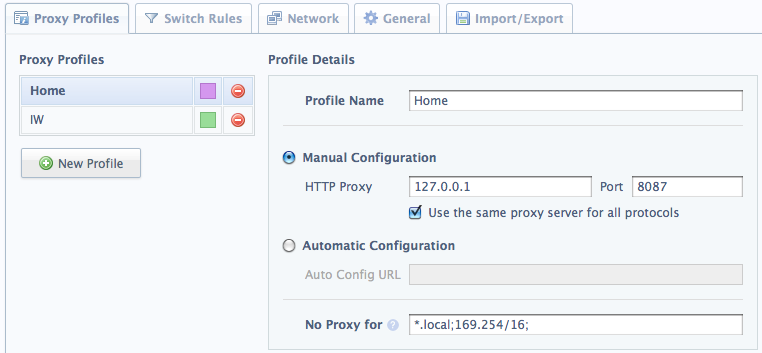 Proxy Profiles Switch Rules Network General Import/Export
Proxy Profiles
Home
IW
New Profile
Profile Details
Profile Name Home
Manual Configuration
HTTP Proxy 127.0.0.1 Port 8087
Use the same proxy server for all protocols
Automatic Configuration
Auto Config URL
No Proxy for ? *.local;169.254/16;